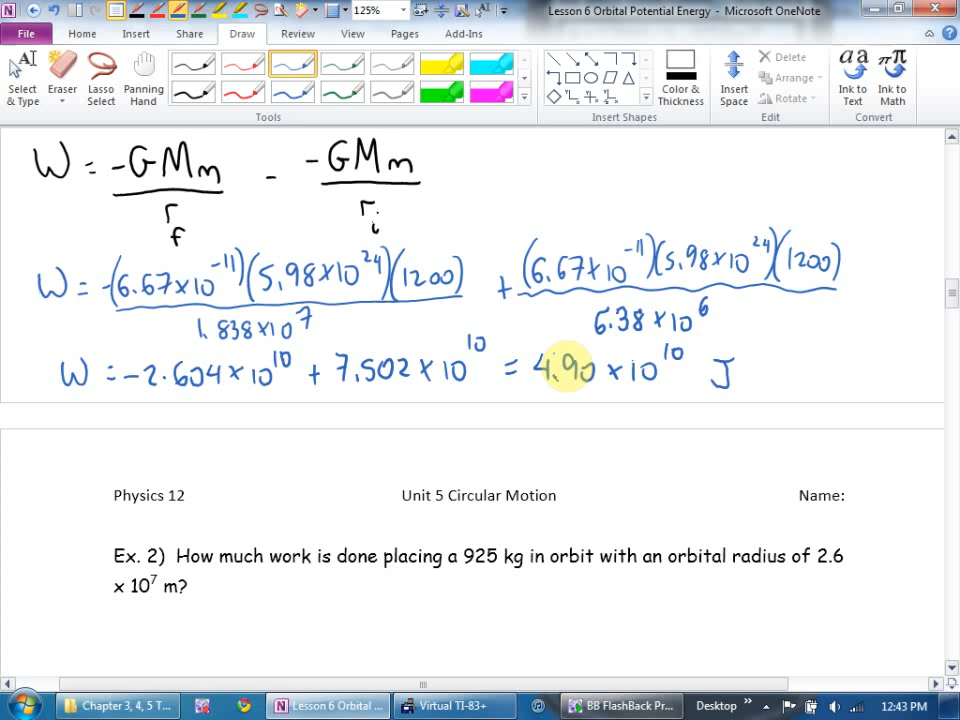 125%
Lesson 6 Orbital Potential Energy - Microsoft OneNote
File Home Insert Share Draw Review View Pages Add-Ins
Select & Type
Eraser
Lasso Select
Panning Hand
Color & Thickness
Insert Space
Delete
Arrange
Rotate
Ink to Text
Ink to Math
Tools
Insert Shapes
Edit
Convert
W = -GMm / r_f - -GMm / r_i
W = -(6.67×10^-11)(5.98×10^24)(1200) / 1.838×10^7 + (6.67×10^-11)(5.98×10^24)(1200) / 6.38×10^6
W = -2.604×10^10 + 7.502×10^10 = 4.90×10^10 J
Physics 12 Unit 5 Circular Motion Name:
Ex. 2) How much work is done placing a 925 kg in orbit with an orbital radius of 2.6
x 10^7 m?
Chapter 3, 4, 5 T... Lesson 6 Orbital ... Virtual TI-83+ BB FlashBack Pr... Desktop 12:43 PM